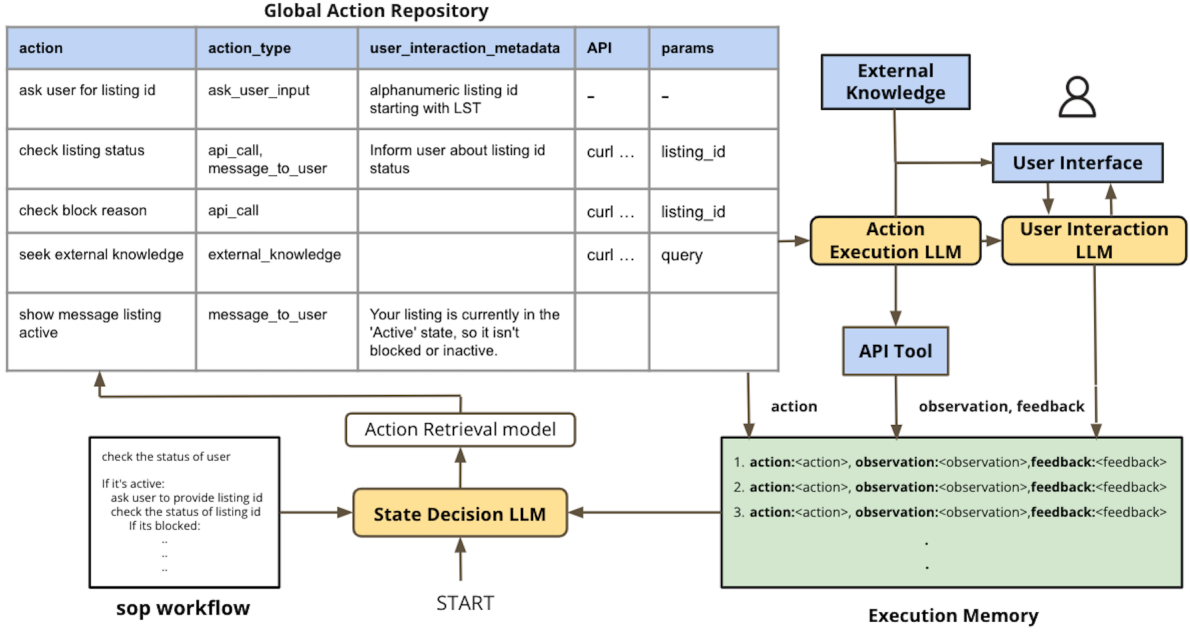 Global Action Repository
action action_type user_interaction_metadata API params
ask user for listing id ask_user_input alphanumeric listing id
starting with LST - -
check listing status api_call, Inform user about listing id curl ... listing_id
message_to_user status
check block reason api_call curl ... listing_id
seek external knowledge external_knowledge curl ... query
show message listing message_to_user Your listing is currently in the
active 'Active' state, so it isn't
blocked or inactive.
External
Knowledge
User Interface
Action
Execution LLM
User Interaction
LLM
API Tool
action
observation, feedback
Action Retrieval model
check the status of user
If it's active:
ask user to provide listing id
check the status of listing id
If its blocked:
..
..
..
sop workflow
State Decision LLM
START
1. action:<action>, observation:<observation>,feedback:<feedback>
2. action:<action>, observation:<observation>,feedback:<feedback>
3. action:<action>, observation:<observation>,feedback:<feedback>
.
.
Execution Memory